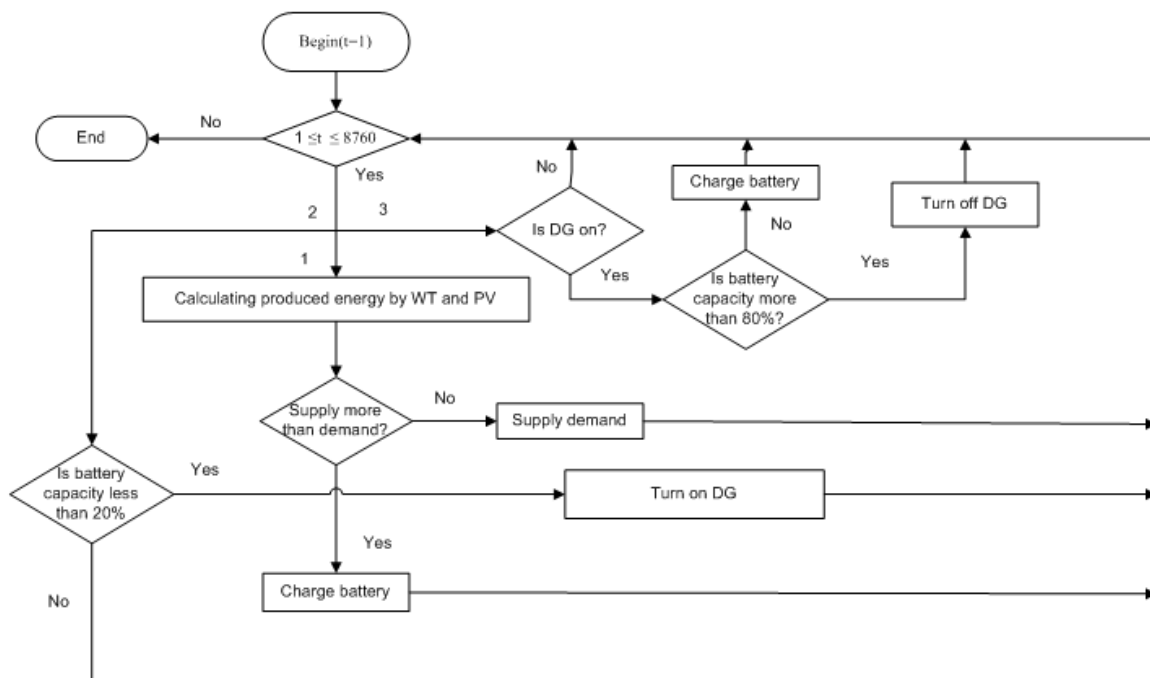 Begin(t=1)
No
End
1 ≤t ≤ 8760
Yes
No
Charge battery
Turn off DG
2
3
Is DG on?
No
1
Yes
Is battery
capacity more
than 80%?
Yes
Calculating produced energy by WT and PV
Supply more
than demand?
No
Supply demand
Is battery
capacity less
than 20%
Yes
Turn on DG
Yes
No
Charge battery